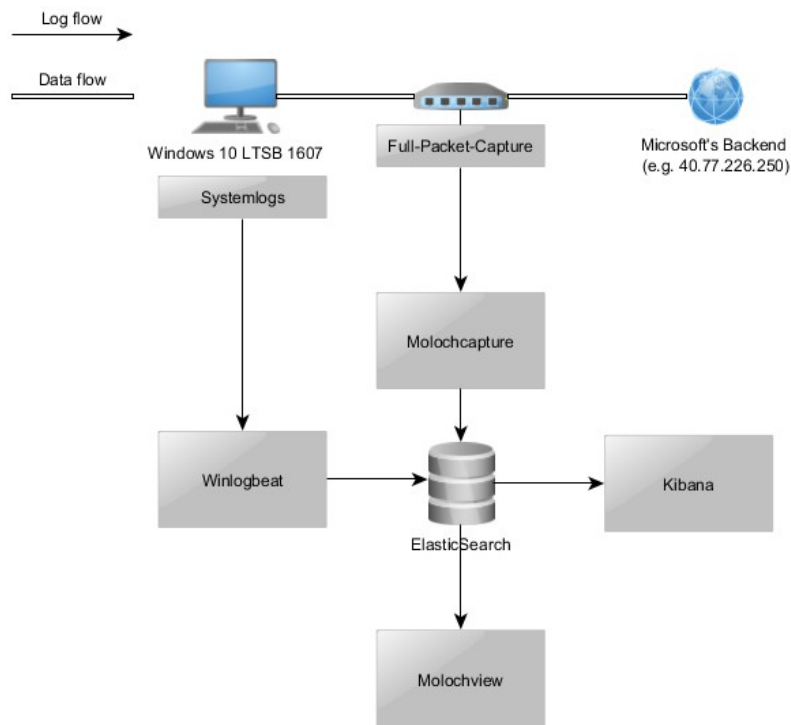 Log flow
Data flow
Windows 10 LTSB 1607
Full-Packet-Capture
Microsoft's Backend
(e.g. 40.77.226.250)
Systemlogs
Molochcapture
Winlogbeat
ElasticSearch
Kibana
Molochview